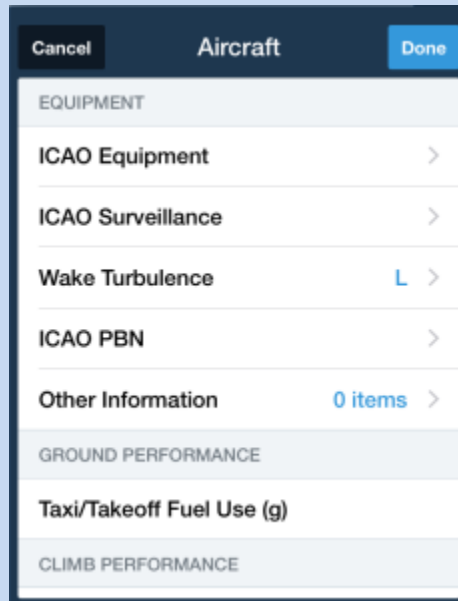 Cancel Aircraft Done
EQUIPMENT
ICAO Equipment
ICAO Surveillance
Wake Turbulence L
ICAO PBN
Other Information 0 items
GROUND PERFORMANCE
Taxi/Takeoff Fuel Use (g)
CLIMB PERFORMANCE